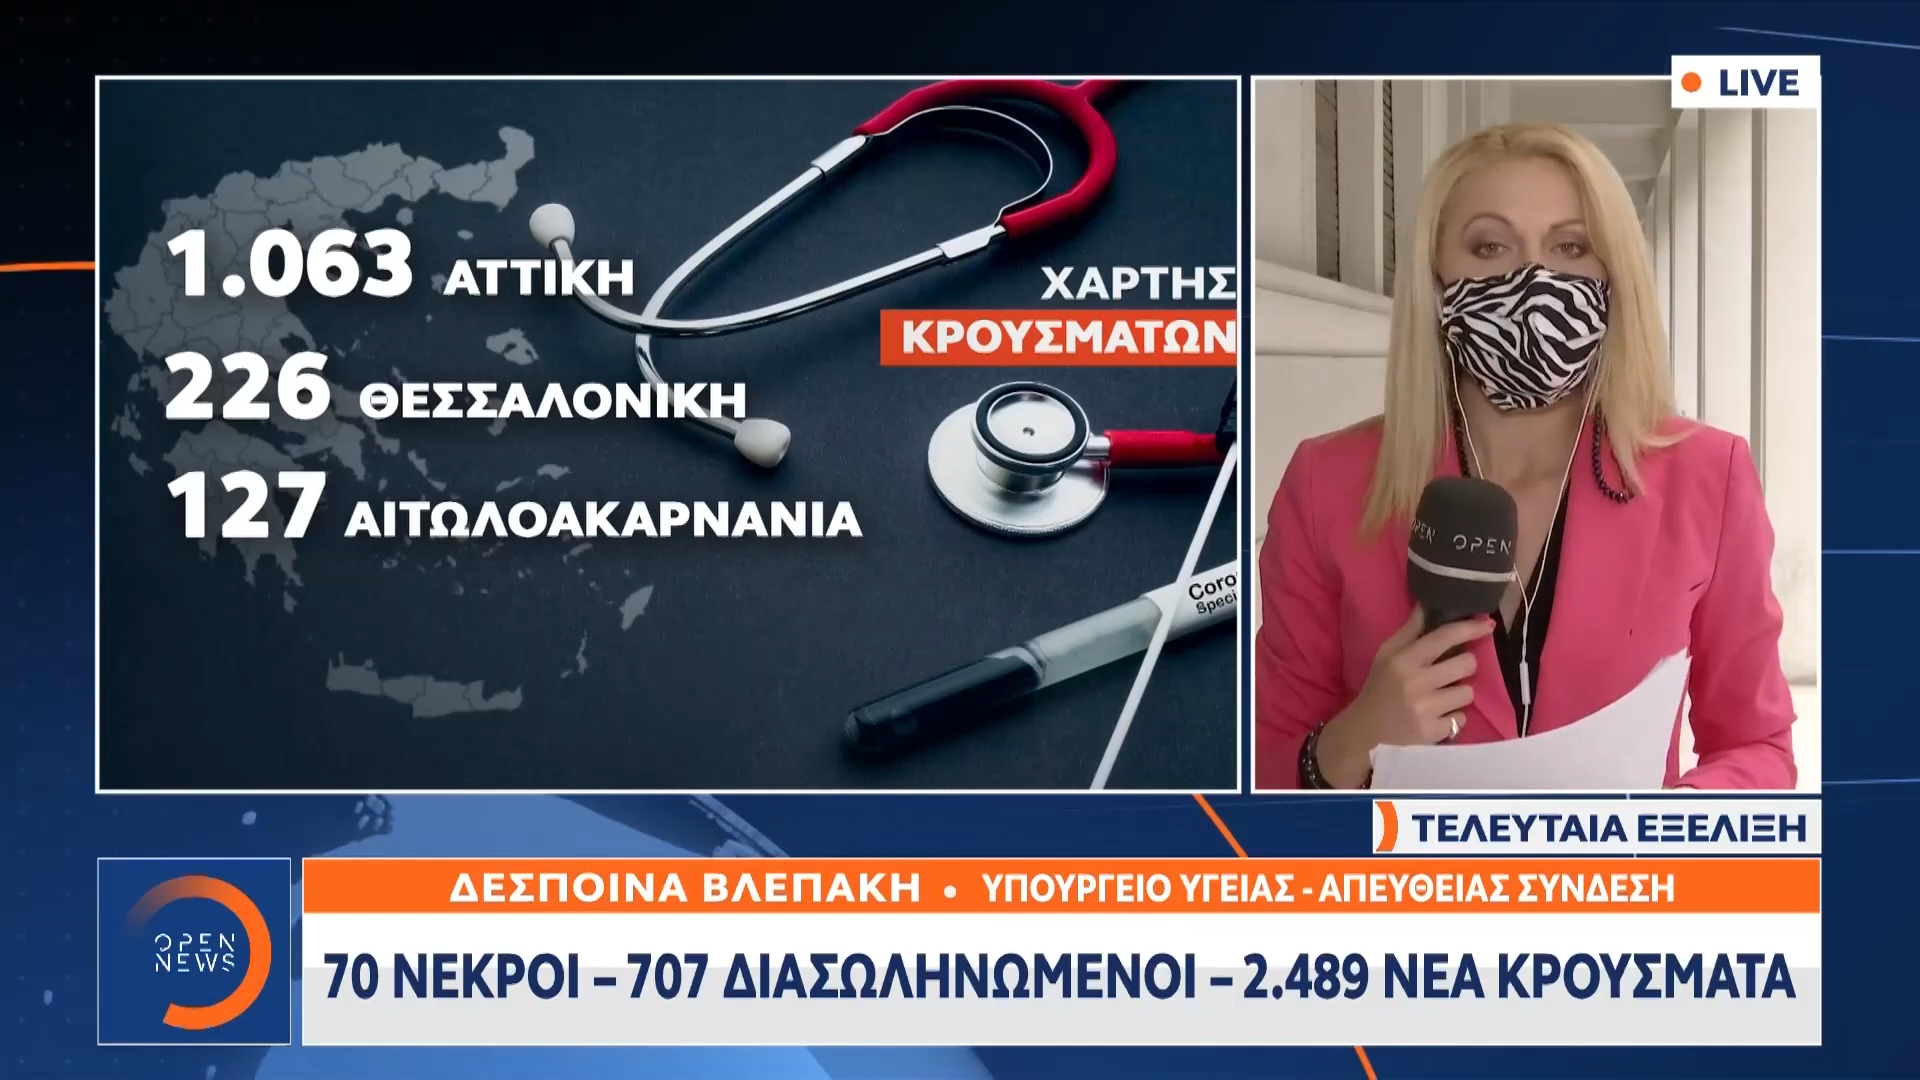 LIVE
1.063 ΑΤΤΙΚΗ
226 ΘΕΣΣΑΛΟΝΙΚΗ
127 ΑΙΤΩΛΟΑΚΑΡΝΑΝΙΑ
ΧΑΡΤΗΣ
ΚΡΟΥΣΜΑΤΩΝ
OPEN
ΤΕΛΕΥΤΑΙΑ ΕΞΕΛΙΞΗ
ΔΕΣΠΟΙΝΑ ΒΛΕΠΑΚΗ • ΥΠΟΥΡΓΕΙΟ ΥΓΕΙΑΣ - ΑΠΕΥΘΕΙΑΣ ΣΥΝΔΕΣΗ
OPEN
NEWS
70 ΝΕΚΡΟΙ – 707 ΔΙΑΣΩΛΗΝΩΜΕΝΟΙ – 2.489 ΝΕΑ ΚΡΟΥΣΜΑΤΑ